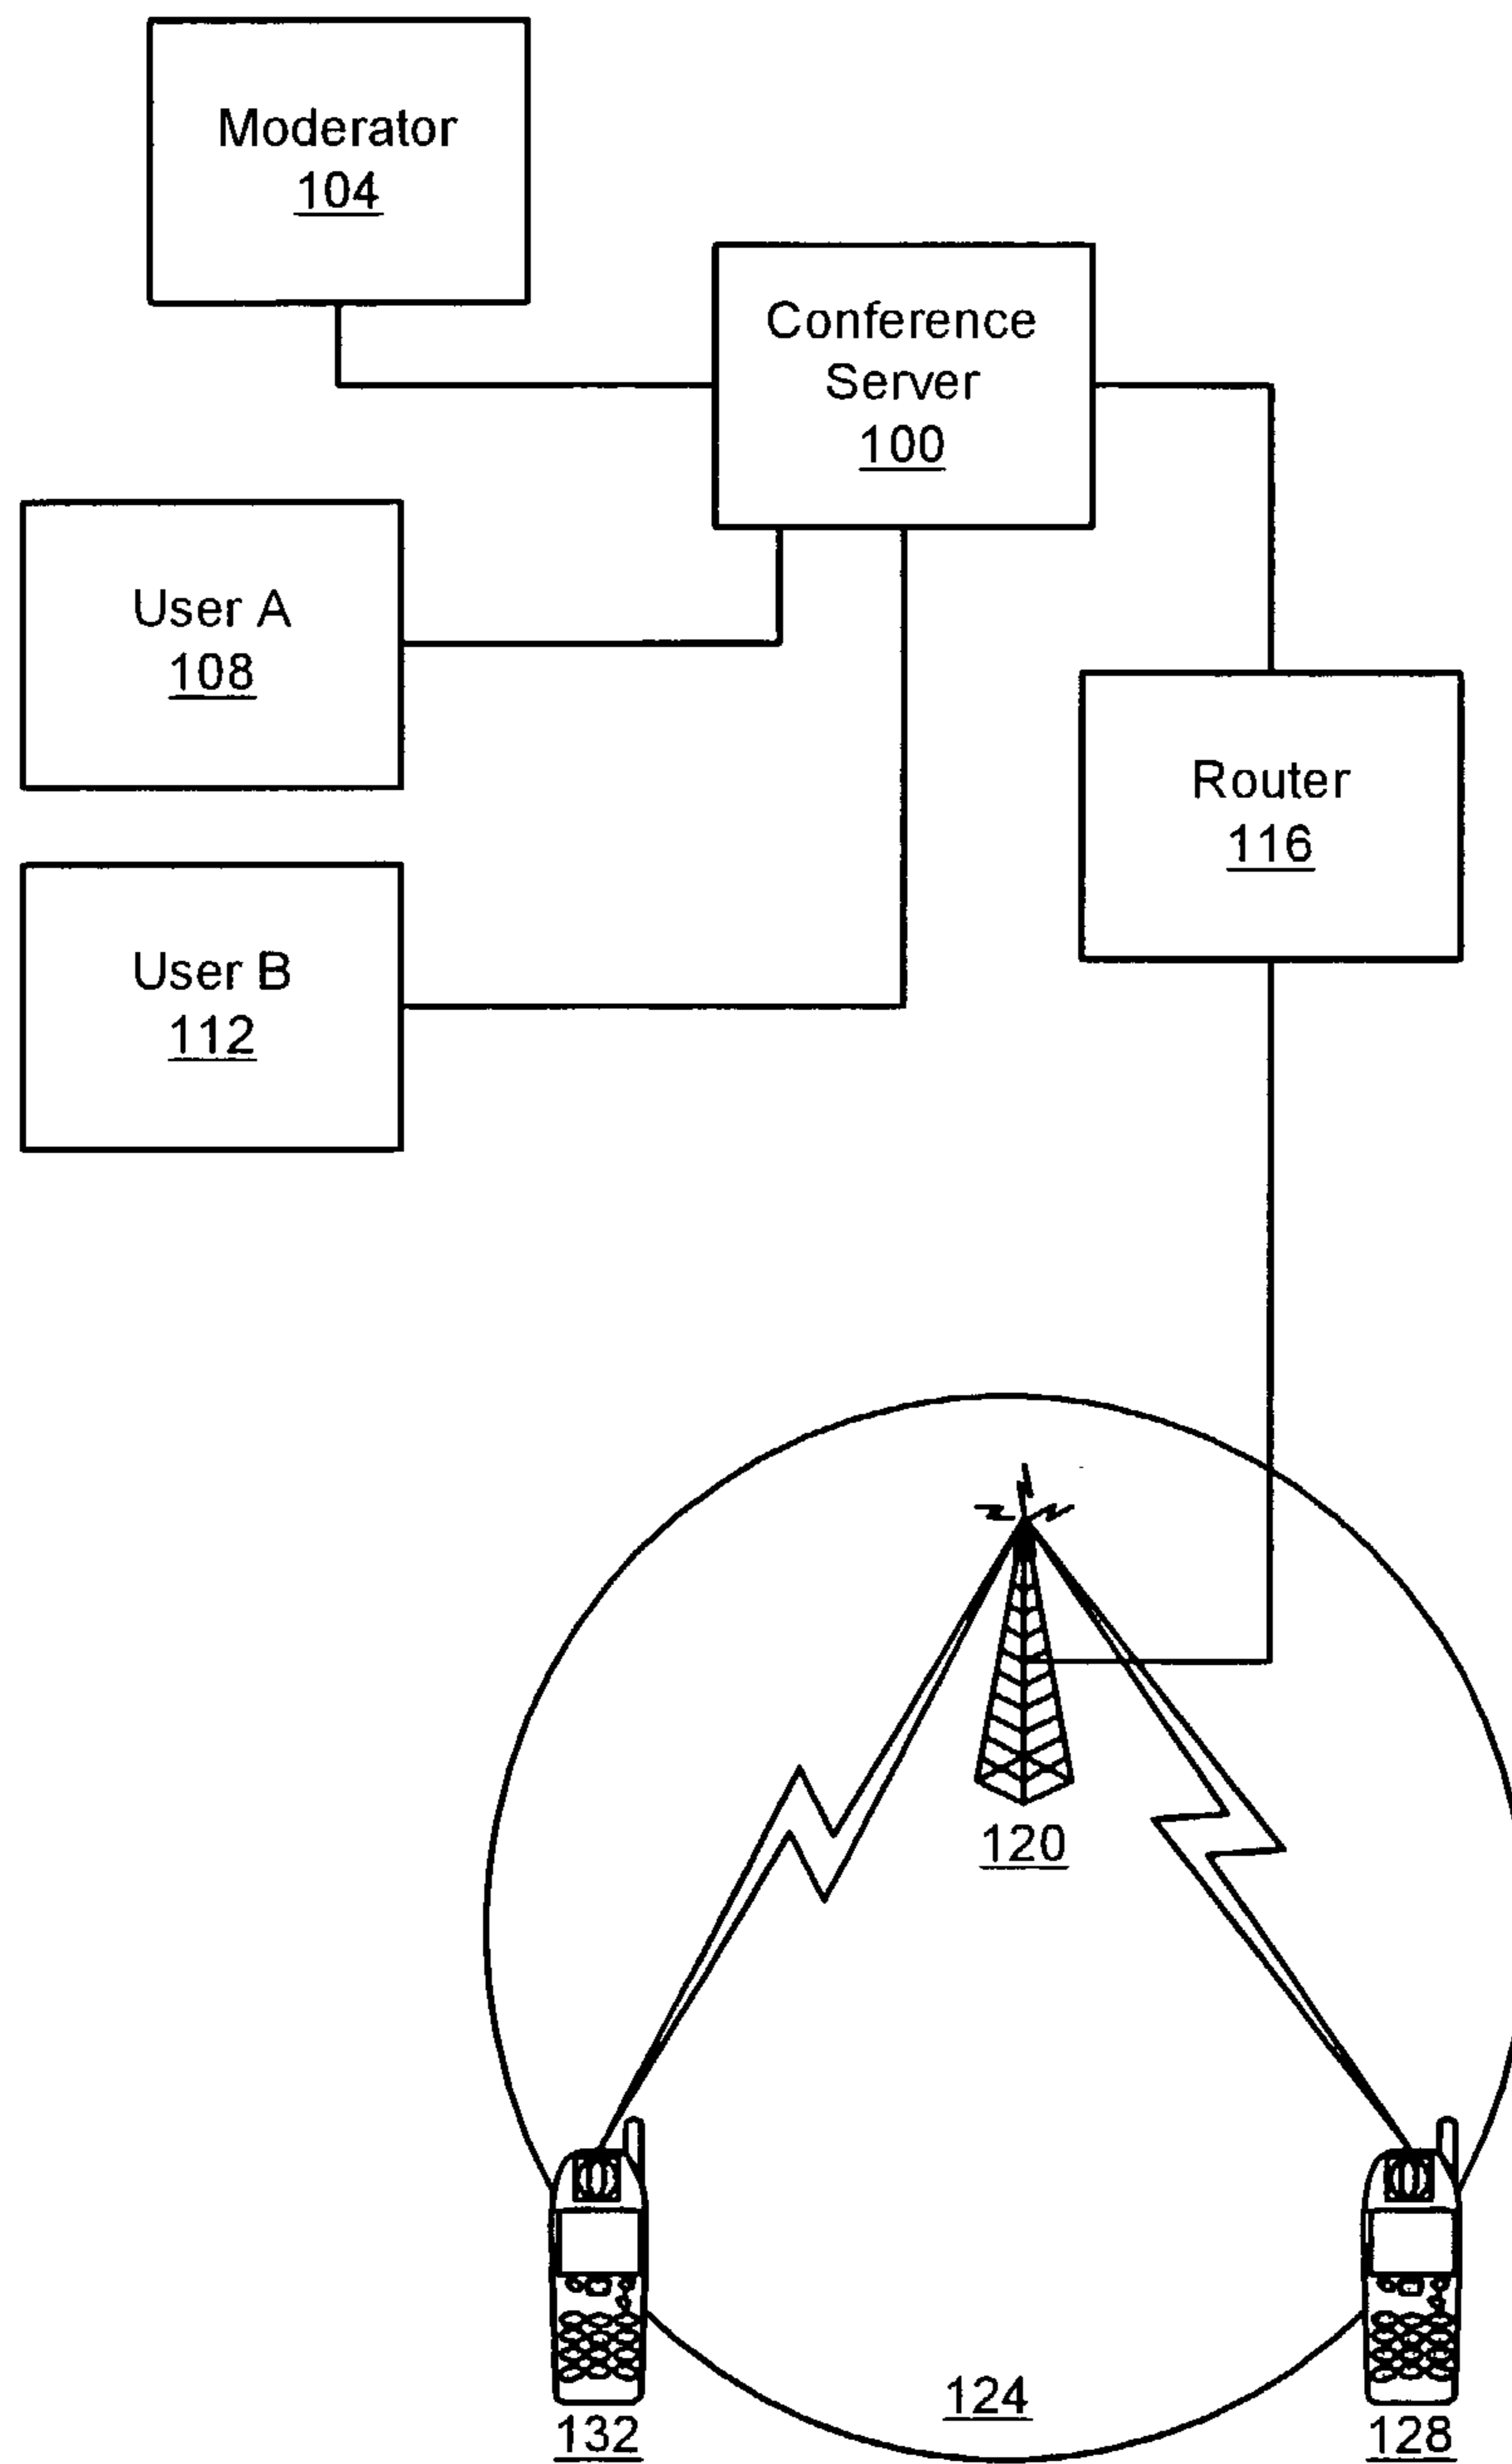 Moderator
104
Conference
Server
100
User A
108
Router
116
User B
112
120
124
132
128